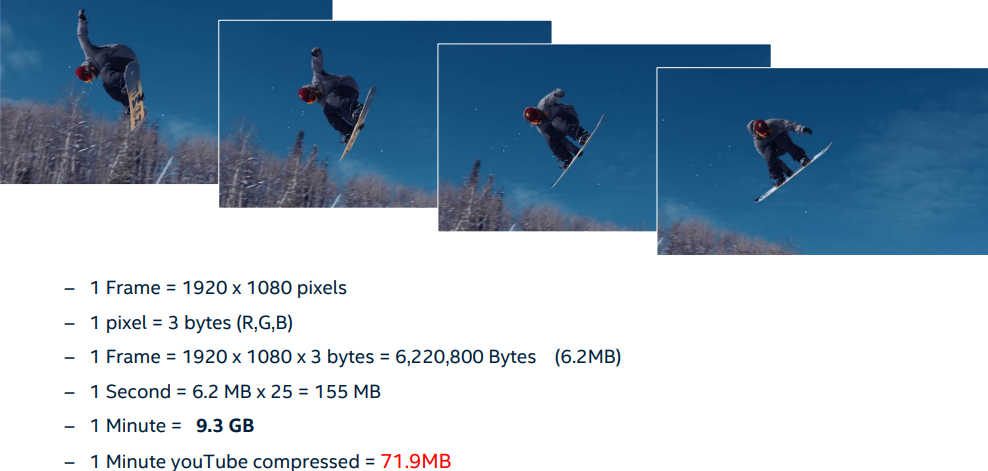 – 1 Frame = 1920 x 1080 pixels
– 1 pixel = 3 bytes (R,G,B)
– 1 Frame = 1920 x 1080 x 3 bytes = 6,220,800 Bytes (6.2MB)
– 1 Second = 6.2 MB x 25 = 155 MB
– 1 Minute = 9.3 GB
– 1 Minute youTube compressed = 71.9MB